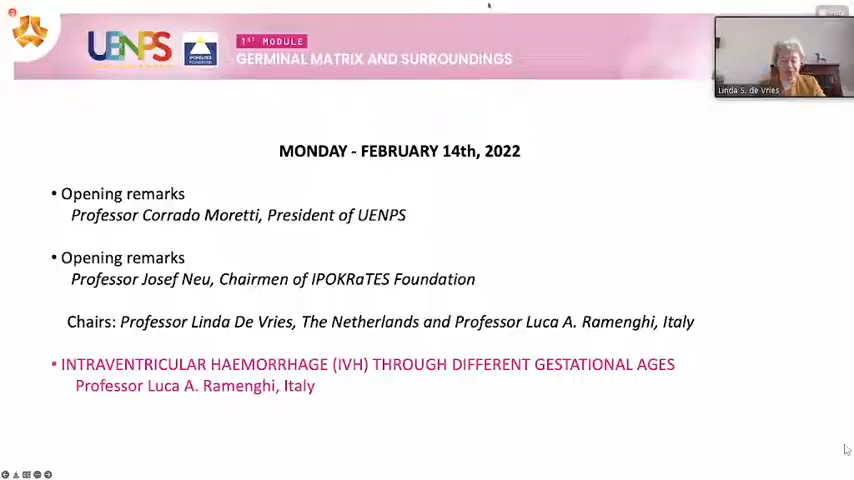 UENPS
IPOKRATES
FOUNDATION
1ST MODULE
GERMINAL MATRIX AND SURROUNDINGS
Linda S. de Vries
MONDAY - FEBRUARY 14th, 2022
• Opening remarks
Professor Corrado Moretti, President of UENPS
• Opening remarks
Professor Josef Neu, Chairmen of IPOKRaTES Foundation
Chairs: Professor Linda De Vries, The Netherlands and Professor Luca A. Ramenghi, Italy
• INTRAVENTRICULAR HAEMORRHAGE (IVH) THROUGH DIFFERENT GESTATIONAL AGES
Professor Luca A. Ramenghi, Italy